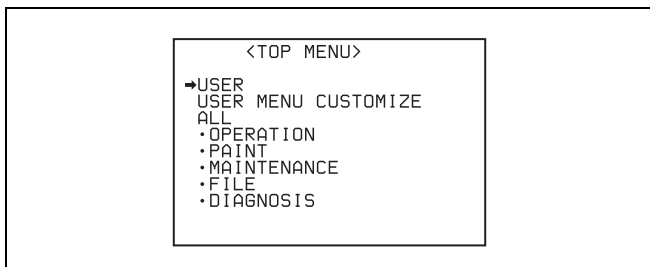 <TOP MENU>
➡USER
USER MENU CUSTOMIZE
ALL
·OPERATION
·PAINT
·MAINTENANCE
·FILE
·DIAGNOSIS